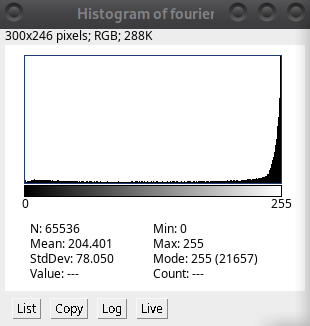 Histogram of fourier
300x246 pixels; RGB; 288K
0 255
N: 65536 Min: 0
Mean: 204.401 Max: 255
StdDev: 78.050 Mode: 255 (21657)
Value: --- Count: ---
List Copy Log Live